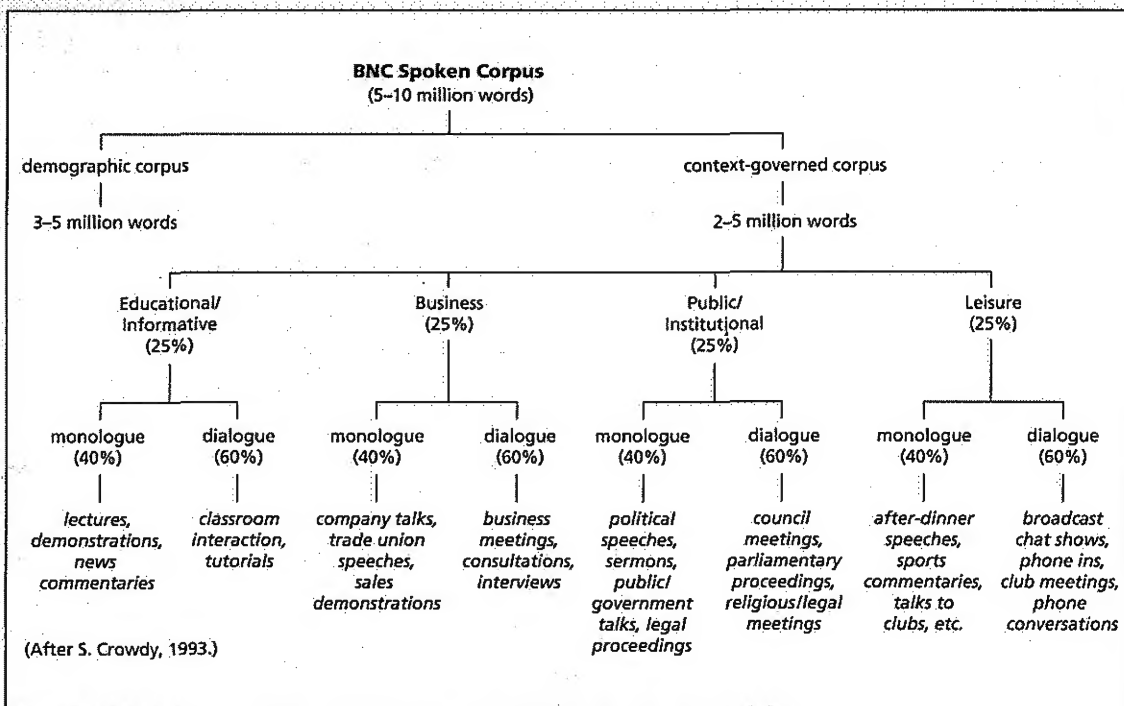 BNC Spoken Corpus
(5–10 million words)
demographic corpus
context-governed corpus
3–5 million words
2–5 million words
Educational/
Informative
(25%)
Business
(25%)
Public/
Institutional
(25%)
Leisure
(25%)
monologue
(40%)
dialogue
(60%)
monologue
(40%)
dialogue
(60%)
monologue
(40%)
dialogue
(60%)
monologue
(40%)
dialogue
(60%)
lectures,
demonstrations,
news
commentaries
classroom
interaction,
tutorials
company talks,
trade union
speeches,
sales
demonstrations
business
meetings,
consultations,
interviews
political
speeches,
sermons,
public/
government
talks, legal
proceedings
council
meetings,
parliamentary
proceedings,
religious/legal
meetings
after-dinner
speeches,
sports
commentaries,
talks to
clubs, etc.
broadcast
chat shows,
phone ins,
club meetings,
phone
conversations
(After S. Crowdy, 1993.)